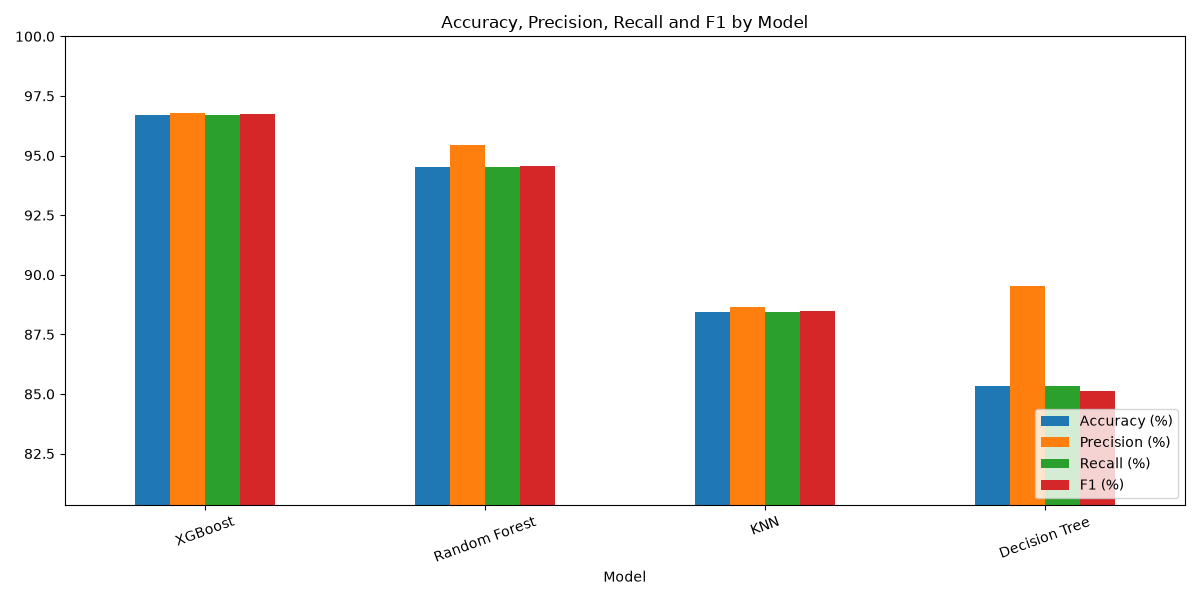 Accuracy, Precision, Recall and F1 by Model
100.0
97.5
95.0
92.5
90.0
87.5
85.0
82.5
Accuracy (%)
Precision (%)
Recall (%)
F1 (%)
XGBoost
Random Forest
KNN
Decision Tree
Model